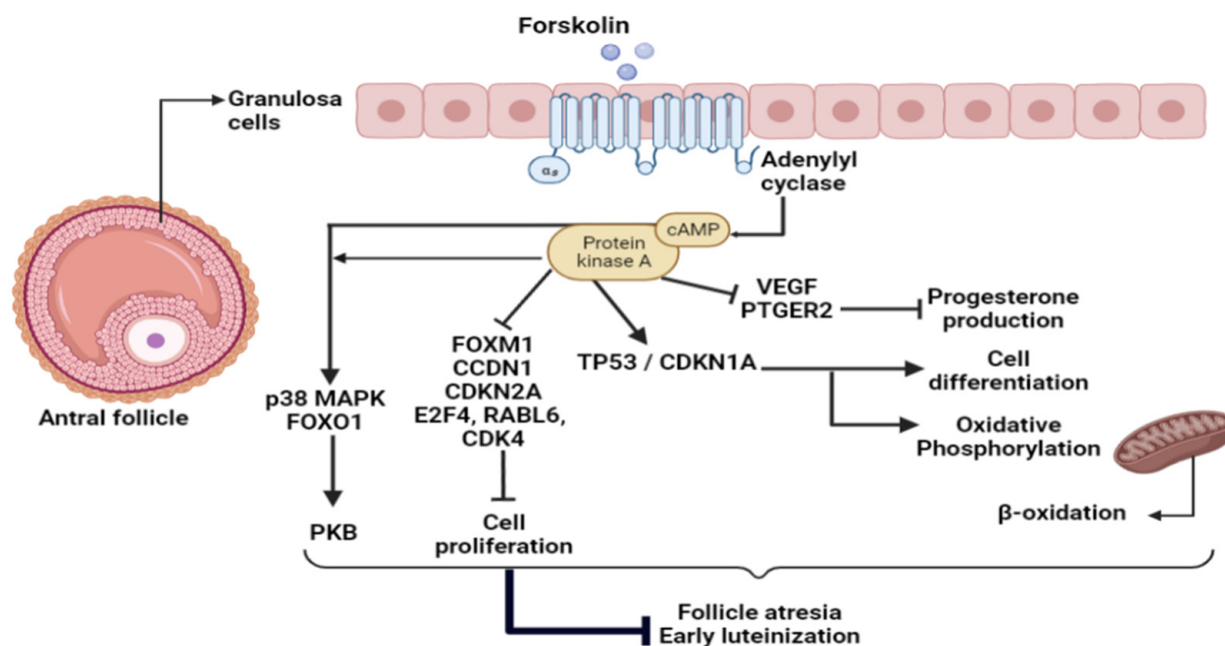 Forskolin
Granulosa
cells
αs
Adenylyl
cyclase
cAMP
Protein
kinase A
VEGF
PTGER2
Progesterone
production
FOXM1
CCDN1
CDKN2A
E2F4, RABL6,
CDK4
TP53 / CDKN1A
Cell
differentiation
Antral follicle
p38 MAPK
FOXO1
Oxidative
Phosphorylation
PKB
Cell
proliferation
β-oxidation
Follicle atresia
Early luteinization